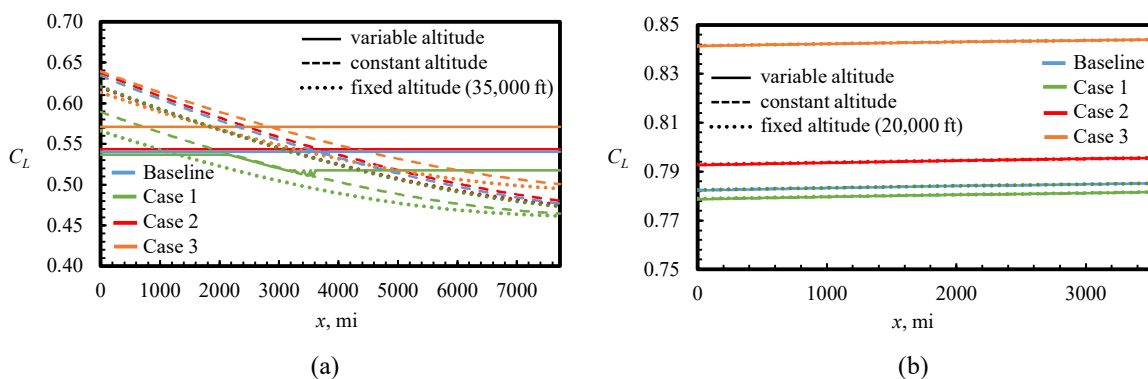 0.70
0.65
0.60
0.55
0.50
0.45
0.40
C_L
variable altitude
constant altitude
fixed altitude (35,000 ft)
Baseline
Case 1
Case 2
Case 3
0 1000 2000 3000 4000 5000 6000 7000
x, mi
(a)
0.85
0.83
0.81
0.79
0.77
0.75
C_L
variable altitude
constant altitude
fixed altitude (20,000 ft)
Baseline
Case 1
Case 2
Case 3
0 1000 2000 3000
x, mi
(b)